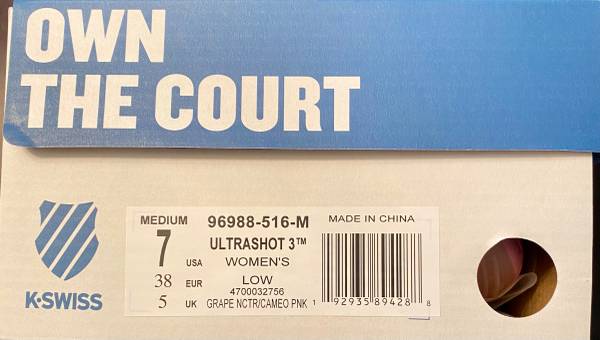 OWN
THE COURT
K·SWISS
MEDIUM 96988-516-M MADE IN CHINA
7 USA ULTRASHOT 3™
WOMEN'S
38 EUR LOW
4700032756
5 UK GRAPE NCTR/CAMEO PNK
1 92935 89428 8